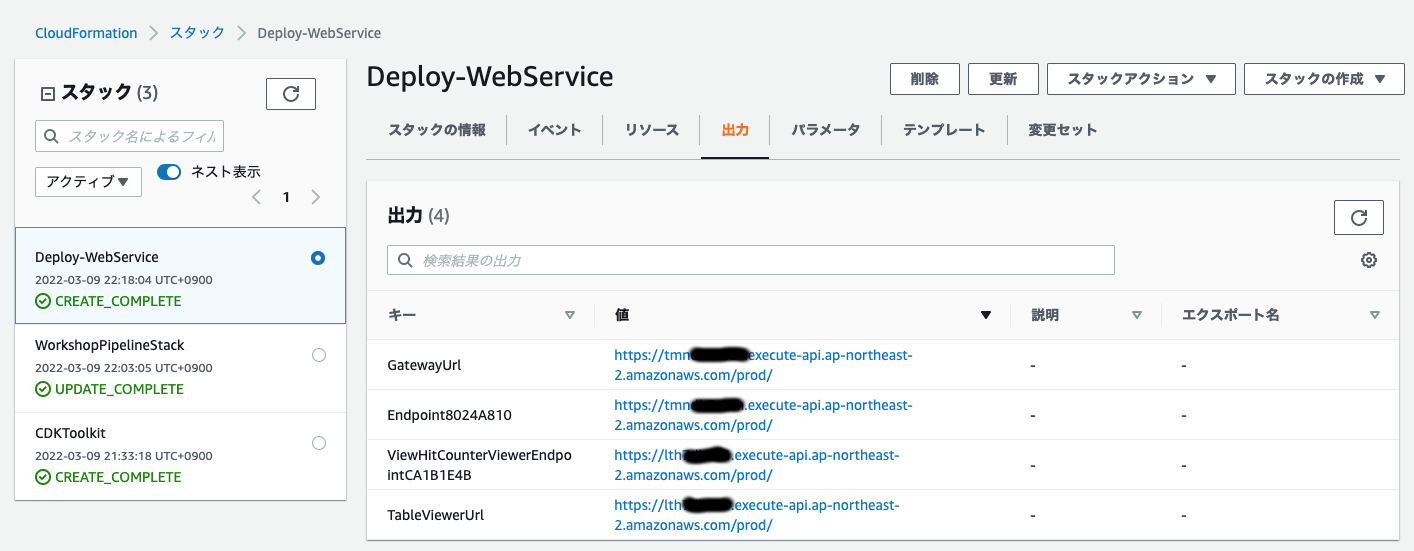 CloudFormation > スタック > Deploy-WebService
スタック (3)
スタック名によるフィル
アクティブ▼
ネスト表示
1
Deploy-WebService
2022-03-09 22:18:04 UTC+0900
CREATE_COMPLETE
WorkshopPipelineStack
2022-03-09 22:03:05 UTC+0900
UPDATE_COMPLETE
CDKToolkit
2022-03-09 21:33:18 UTC+0900
CREATE_COMPLETE
Deploy-WebService
削除 更新 スタックアクション ▼ スタックの作成 ▼
スタックの情報 イベント リソース 出力 パラメータ テンプレート 変更セット
出力 (4)
検索結果の出力
キー 値 説明 エクスポート名
GatewayUrl
https://tmn .execute-api.ap-northeast-
2.amazonaws.com/prod/
- -
Endpoint8024A810
https://tmn .execute-api.ap-northeast-
2.amazonaws.com/prod/
- -
ViewHitCounterViewerEndpo
intCA1B1E4B
https://lth .execute-api.ap-northeast-
2.amazonaws.com/prod/
- -
TableViewerUrl
https://lth .execute-api.ap-northeast-
2.amazonaws.com/prod/
- -